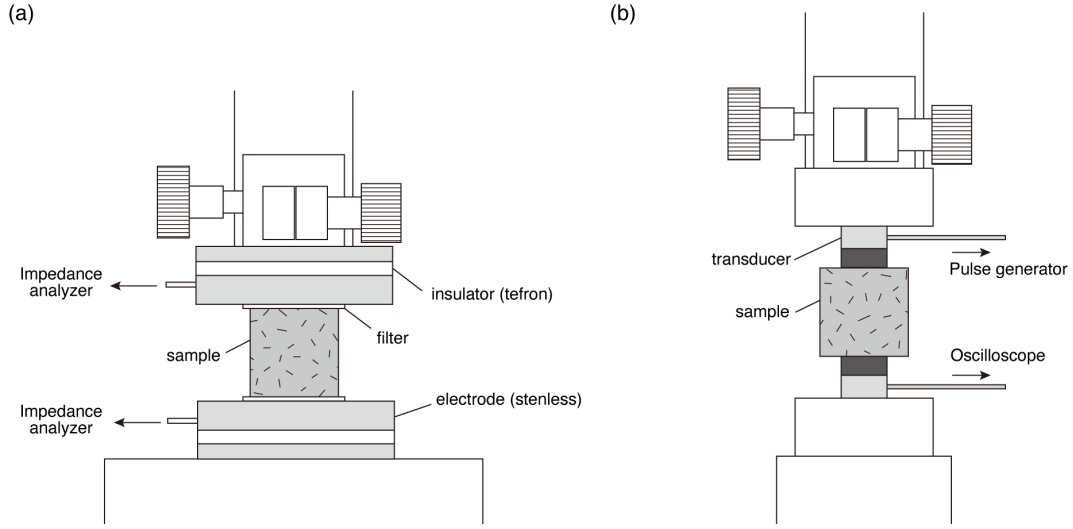 (a)
Impedance
analyzer
insulator (tefron)
filter
sample
electrode (stenless)
Impedance
analyzer
(b)
transducer
Pulse generator
sample
Oscilloscope